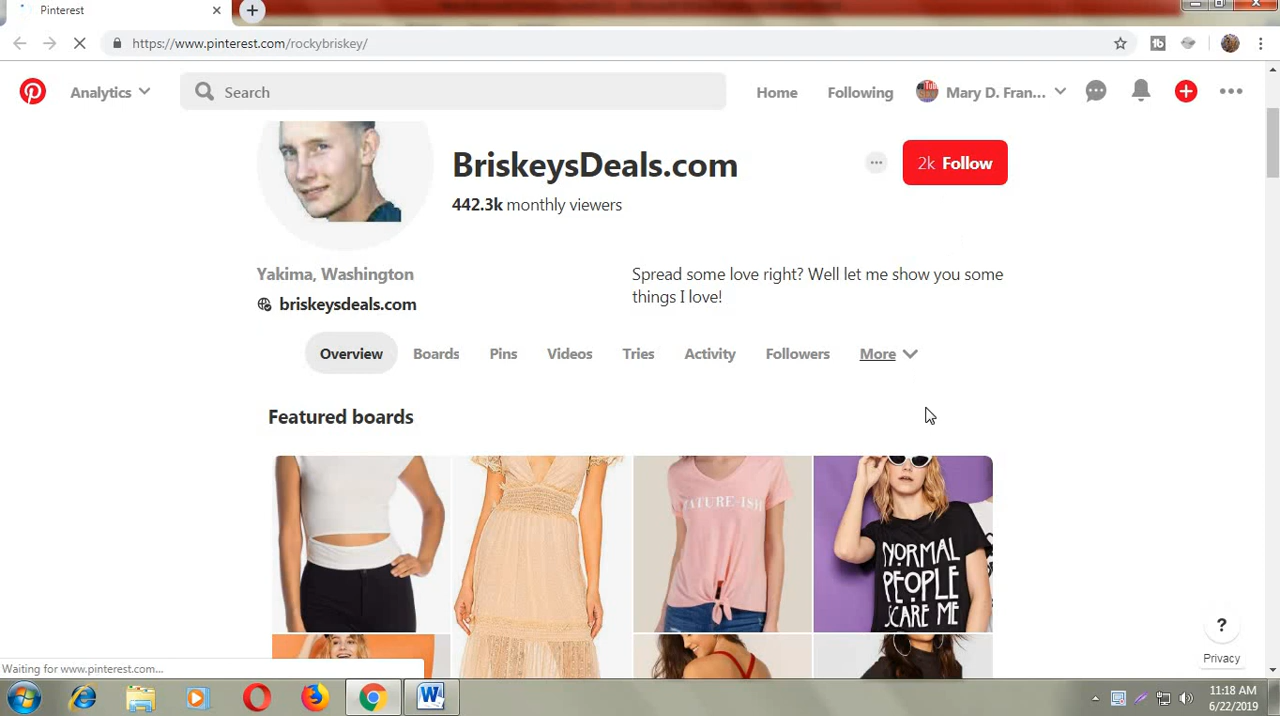 Pinterest
https://www.pinterest.com/rockybriskey/
Analytics
Search
Home
Following
Mary D. Fran...
BriskeysDeals.com
2k Follow
442.3k monthly viewers
Yakima, Washington
briskeysdeals.com
Spread some love right? Well let me show you some
things I love!
Overview
Boards
Pins
Videos
Tries
Activity
Followers
More
Featured boards
NATURE-ISH
NORMAL
PEOPLE
SCARE ME
?
Privacy
Waiting for www.pinterest.com...
11:18 AM
6/22/2019